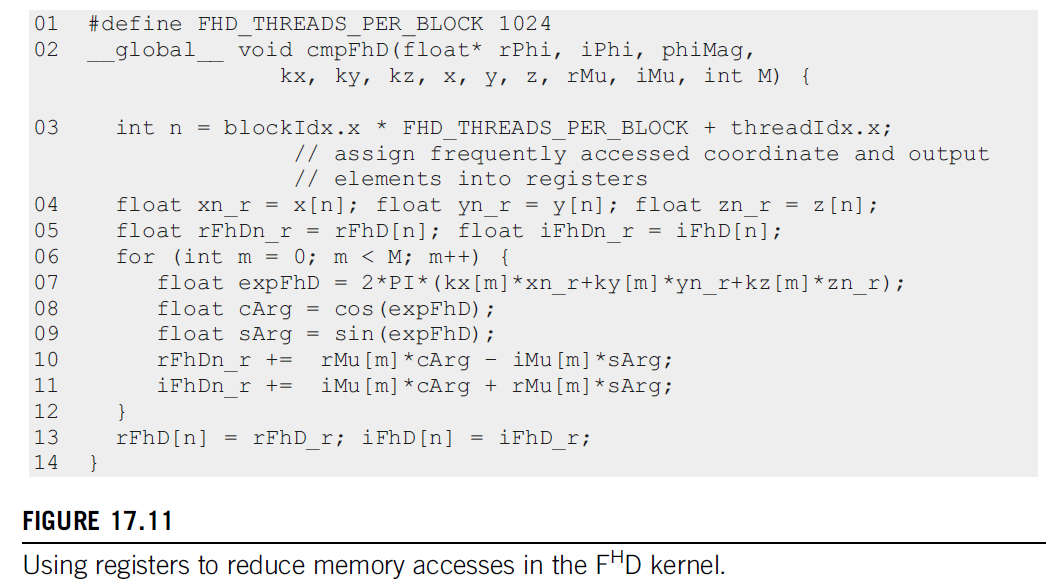 01 #define FHD_THREADS_PER_BLOCK 1024
02 __global__ void cmpFhD(float* rPhi, iPhi, phiMag,
kx, ky, kz, x, y, z, rMu, iMu, int M) {
03 int n = blockIdx.x * FHD_THREADS_PER_BLOCK + threadIdx.x;
// assign frequently accessed coordinate and output
// elements into registers
04 float xn_r = x[n]; float yn_r = y[n]; float zn_r = z[n];
05 float rFhDn_r = rFhD[n]; float iFhDn_r = iFhD[n];
06 for (int m = 0; m < M; m++) {
07 float expFhD = 2*PI*(kx[m]*xn_r+ky[m]*yn_r+kz[m]*zn_r);
08 float cArg = cos(expFhD);
09 float sArg = sin(expFhD);
10 rFhDn_r += rMu[m]*cArg - iMu[m]*sArg;
11 iFhDn_r += iMu[m]*cArg + rMu[m]*sArg;
12 }
13 rFhD[n] = rFhD_r; iFhD[n] = iFhD_r;
14 }
FIGURE 17.11
Using registers to reduce memory accesses in the FᴴD kernel.